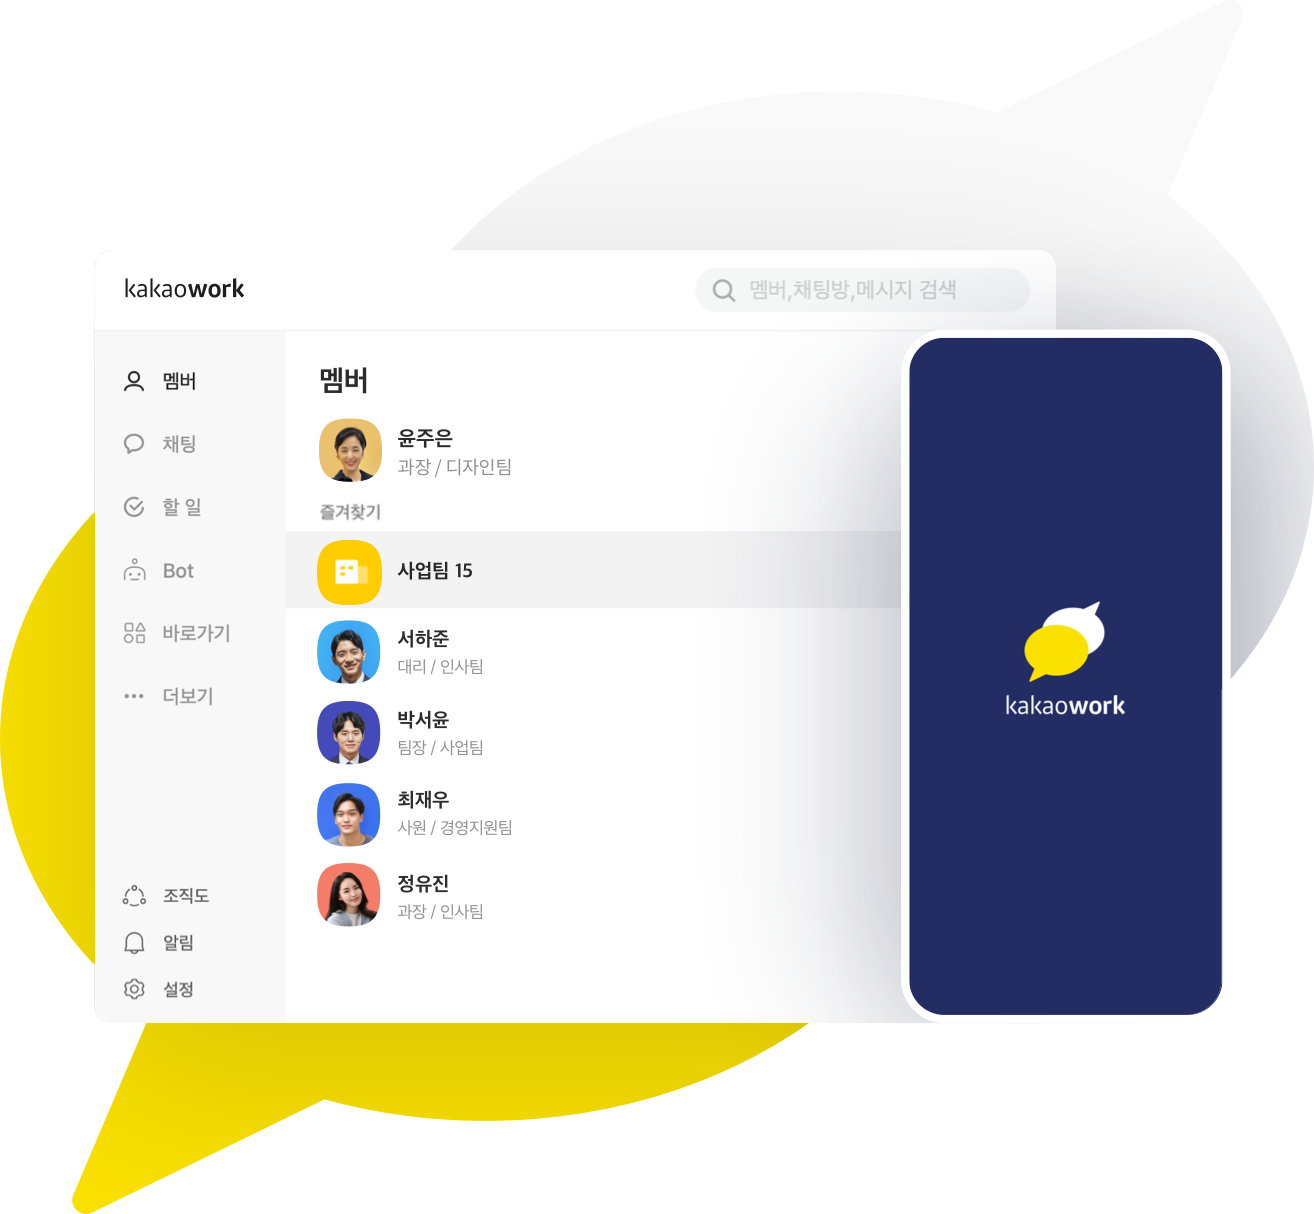 kakaowork
멤버,채팅방,메시지 검색
멤버
채팅
할 일
Bot
바로가기
더보기
조직도
알림
설정
멤버
윤주은
과장 / 디자인팀
즐겨찾기
사업팀 15
서하준
대리 / 인사팀
박서윤
팀장 / 사업팀
최재우
사원 / 경영지원팀
정유진
과장 / 인사팀
kakaowork